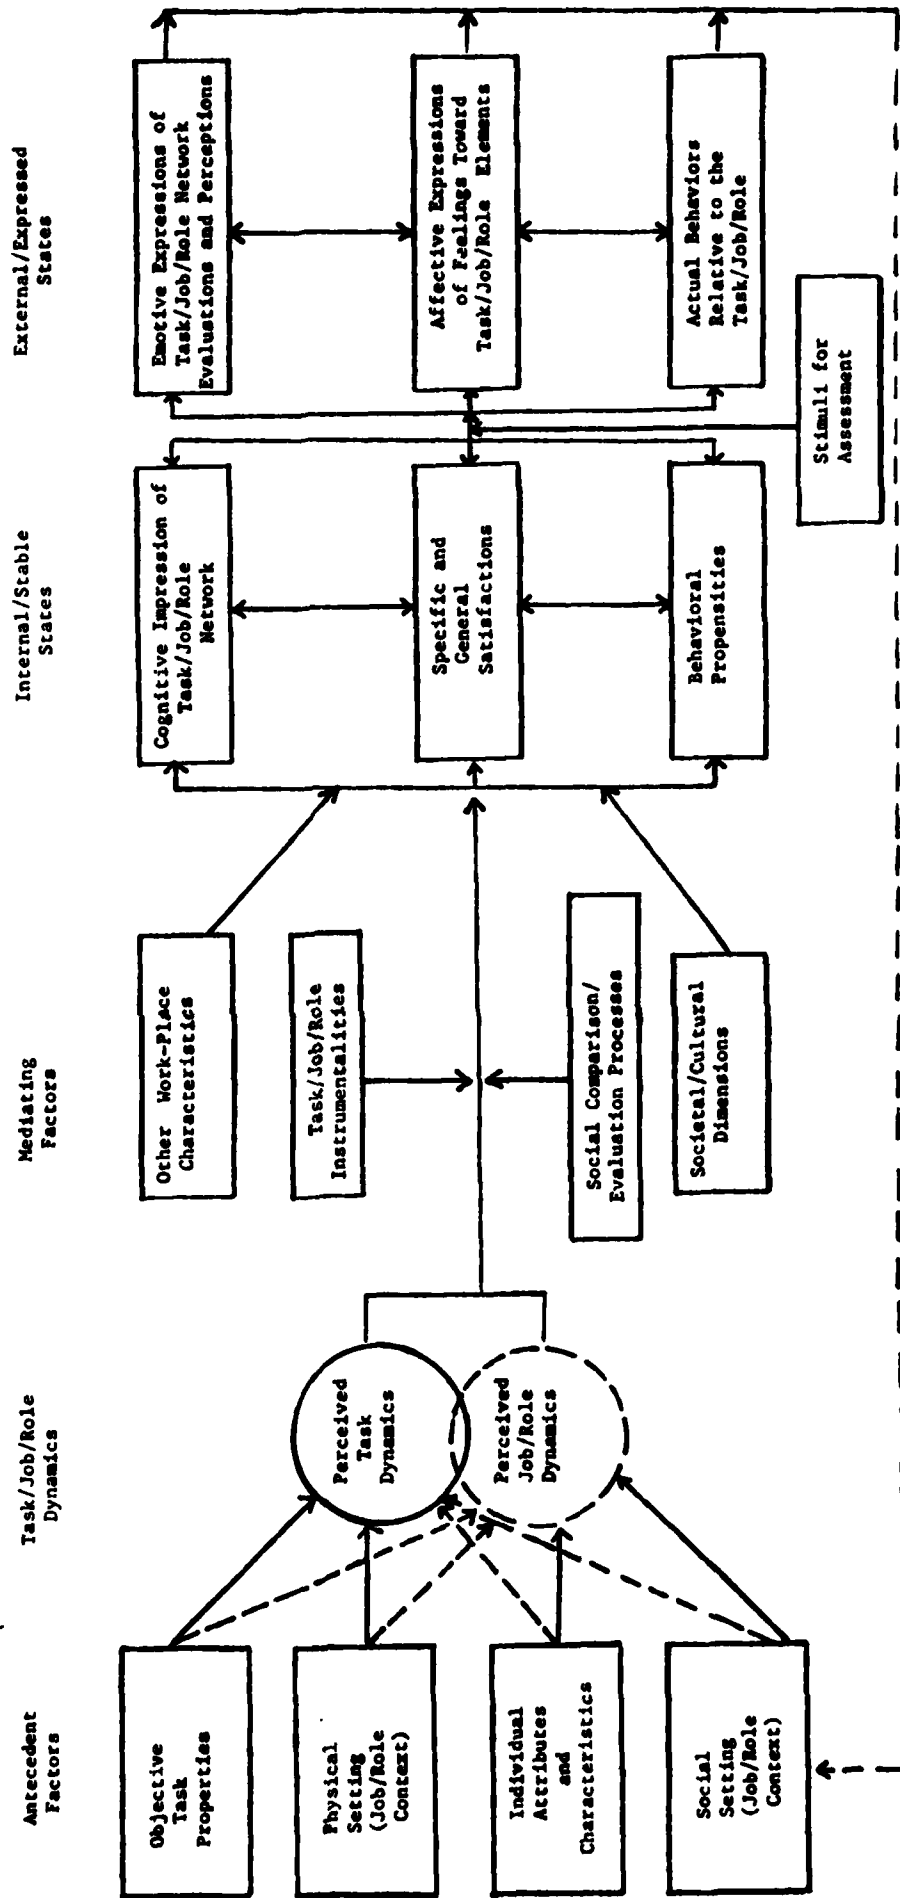 Antecedent
Factors
Task/Job/Role
Dynamics
Mediating
Factors
Internal/Stable
States
External/Expressed
States
Objective
Task
Properties
Physical
Setting
(Job/Role
Context)
Individual
Attributes
and
Characteristics
Social
Setting
(Job/Role
Context)
Perceived
Task
Dynamics
Perceived
Job/Role
Dynamics
Other Work-Place
Characteristics
Task/Job/Role
Instrumentalities
Social Comparison/
Evaluation Processes
Societal/Cultural
Dimensions
Cognitive Impression of
Task/Job/Role
Network
Specific and
General
Satisfactions
Behavioral
Propensities
Emotive Expressions of
Task/Job/Role Network
Evaluations and Perceptions
Affective Expressions
of Feelings Toward
Task/Job/Role Elements
Actual Behaviors
Relative to the
Task/Job/Role
Stimuli for
Assessment